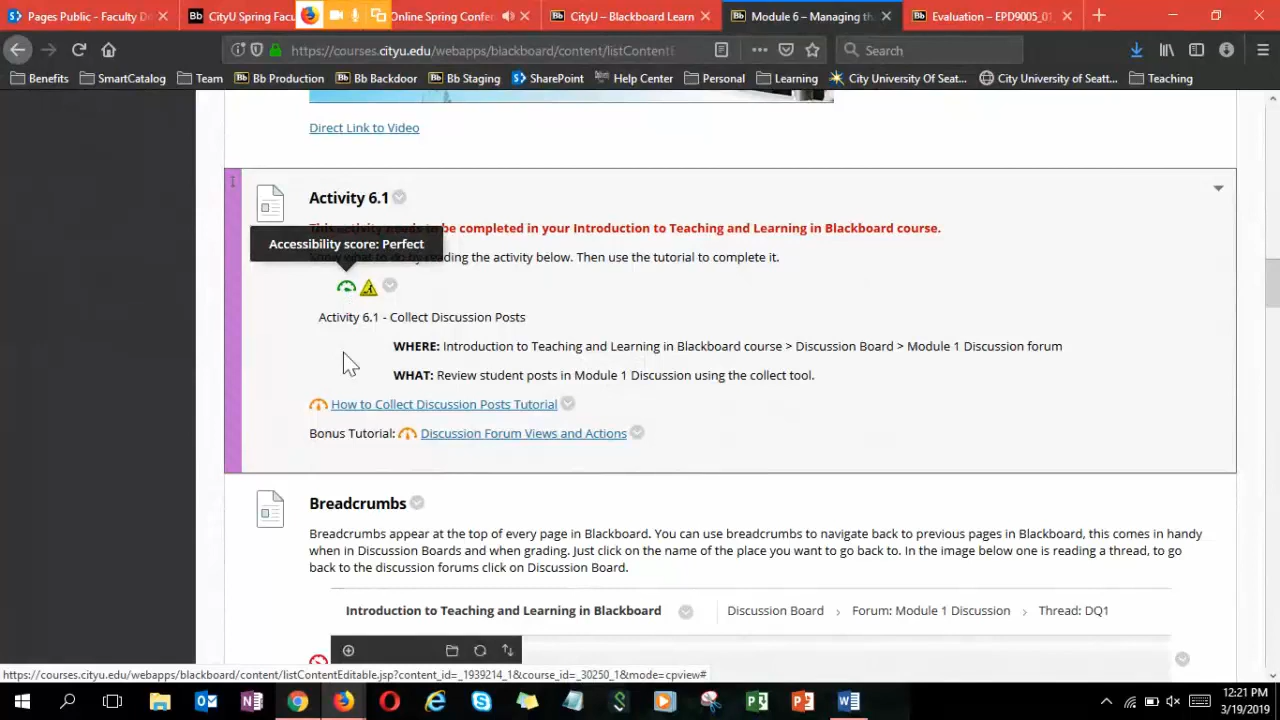 Pages Public - Faculty D
CityU Spring Facu
Online Spring Confe
CityU – Blackboard Learn
Module 6 – Managing th
Evaluation – EPD9005_01
https://courses.cityu.edu/webapps/blackboard/content/listContentE
Search
Benefits
SmartCatalog
Team
Bb Production
Bb Backdoor
Bb Staging
SharePoint
Help Center
Personal
Learning
City University Of Seatt...
City University of Seatt...
Teaching
Direct Link to Video
Activity 6.1
be completed in your Introduction to Teaching and Learning in Blackboard course.
Accessibility score: Perfect
reading the activity below. Then use the tutorial to complete it.
Activity 6.1 - Collect Discussion Posts
WHERE: Introduction to Teaching and Learning in Blackboard course > Discussion Board > Module 1 Discussion forum
WHAT: Review student posts in Module 1 Discussion using the collect tool.
How to Collect Discussion Posts Tutorial
Bonus Tutorial: Discussion Forum Views and Actions
Breadcrumbs
Breadcrumbs appear at the top of every page in Blackboard. You can use breadcrumbs to navigate back to previous pages in Blackboard, this comes in handy
when in Discussion Boards and when grading. Just click on the name of the place you want to go back to. In the image below one is reading a thread, to go
back to the discussion forums click on Discussion Board.
Introduction to Teaching and Learning in Blackboard
Discussion Board > Forum: Module 1 Discussion > Thread: DQ1
https://courses.cityu.edu/webapps/blackboard/content/listContentEditable.jsp?content_id=_1939214_1&course_id=_30250_1&mode=cpview#
12:21 PM
3/19/2019